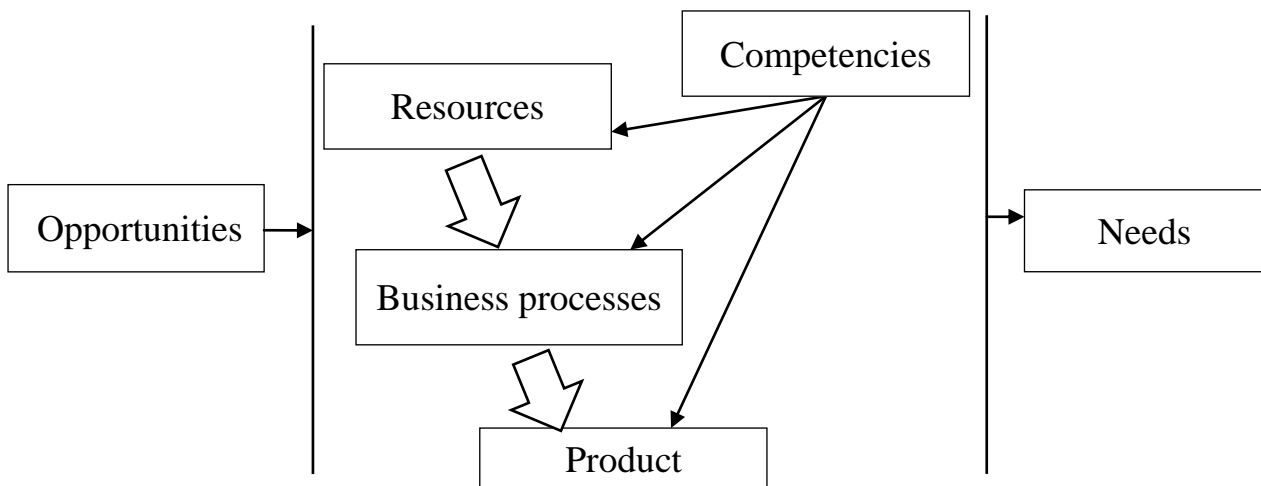 Competencies
Resources
Opportunities
Needs
Business processes
Product